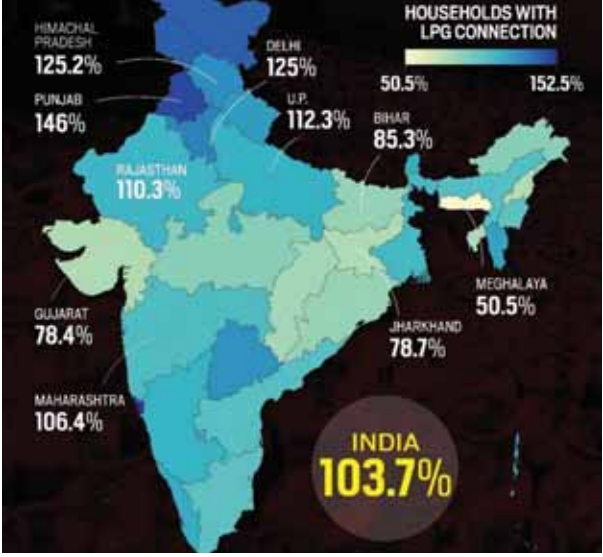 HOUSEHOLDS WITH
LPG CONNECTION
50.5%
152.5%
HIMACHAL
PRADESH
125.2%
DELHI
125%
PUNJAB
146%
U.P.
112.3%
BIHAR
85.3%
RAJASTHAN
110.3%
GUJARAT
78.4%
MEGHALAYA
50.5%
JHARKHAND
78.7%
MAHARASHTRA
106.4%
INDIA
103.7%